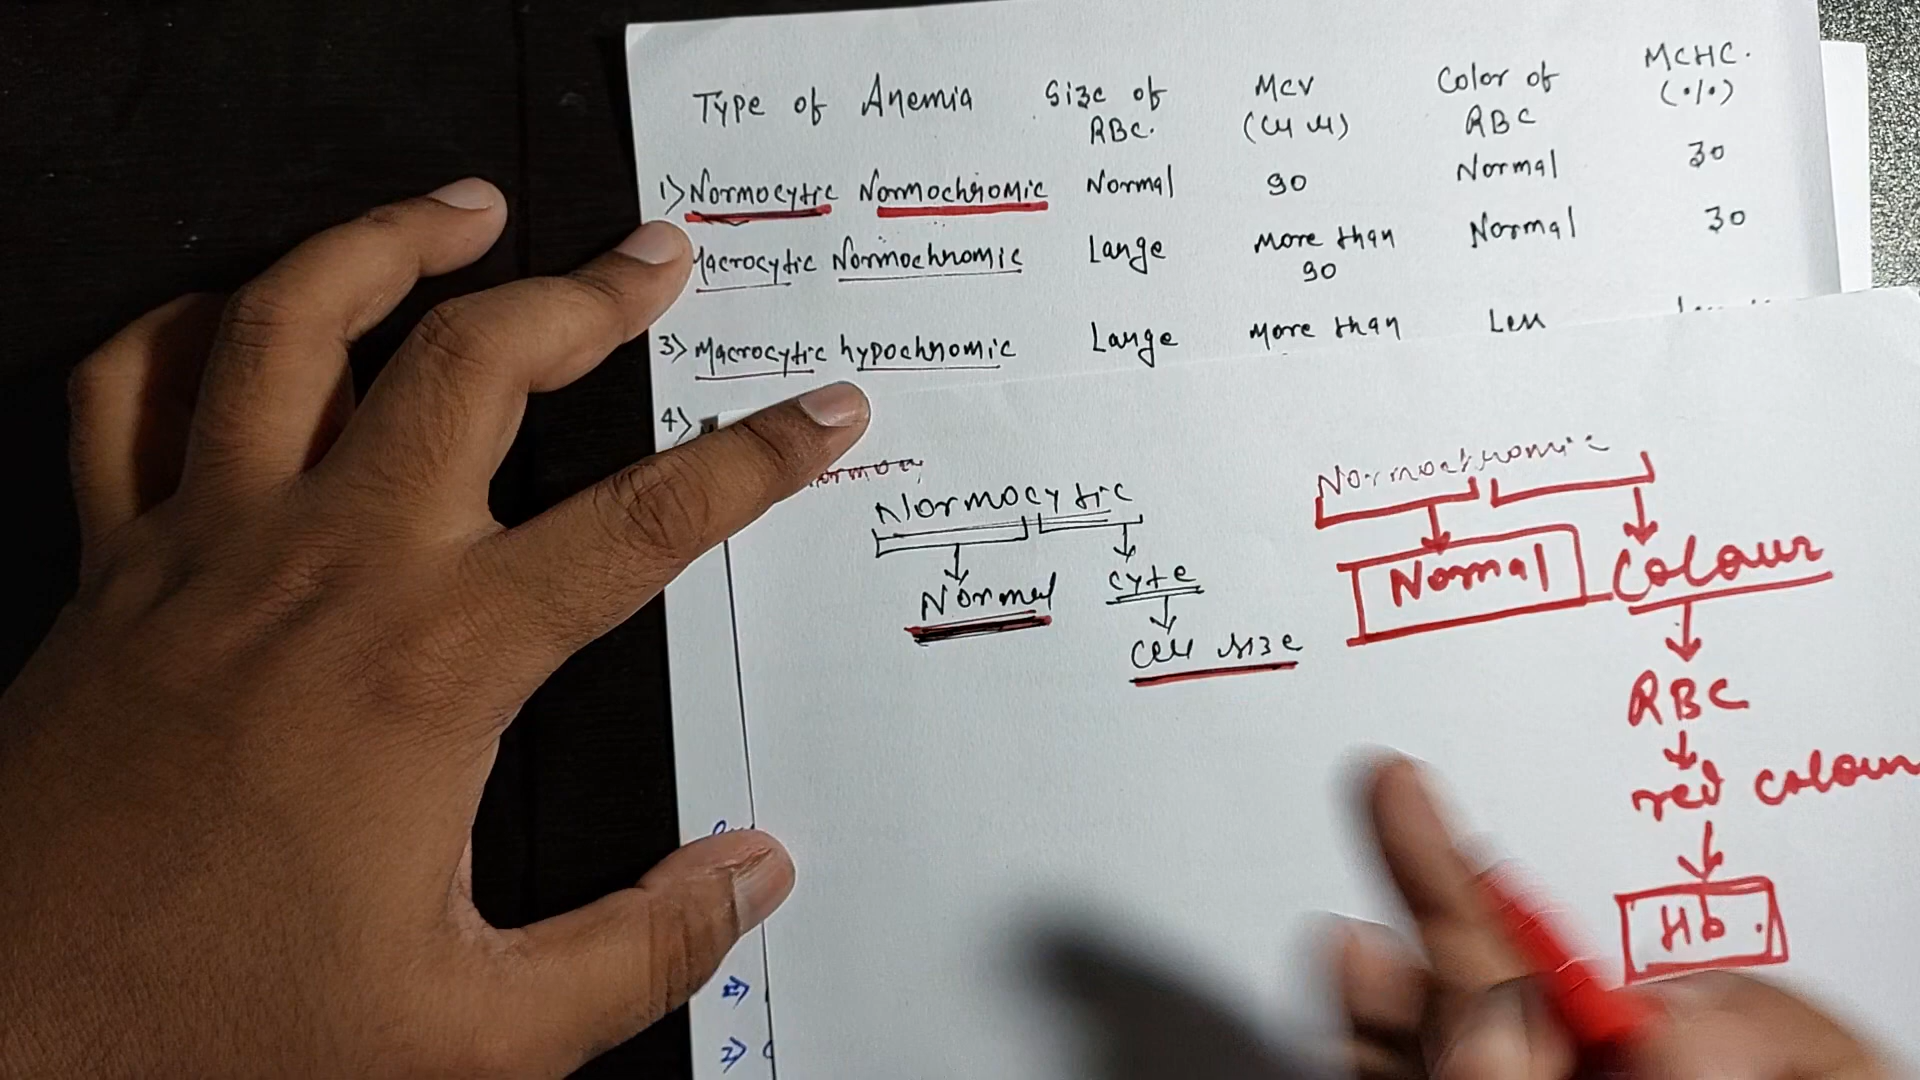 Type of Anemia Size of RBC. MCV (cu u) Color of RBC MCHC. (%)
1) Normocytic Normochromic Normal 90 Normal 30
Macrocytic Normochromic Large More than 90 Normal 30
3) Macrocytic hypochromic Large More than Less
4)
Normocytic
Normal
cyte
cell size
Normochromic
Normal
Colour
RBC
red colour
Hb.
2)